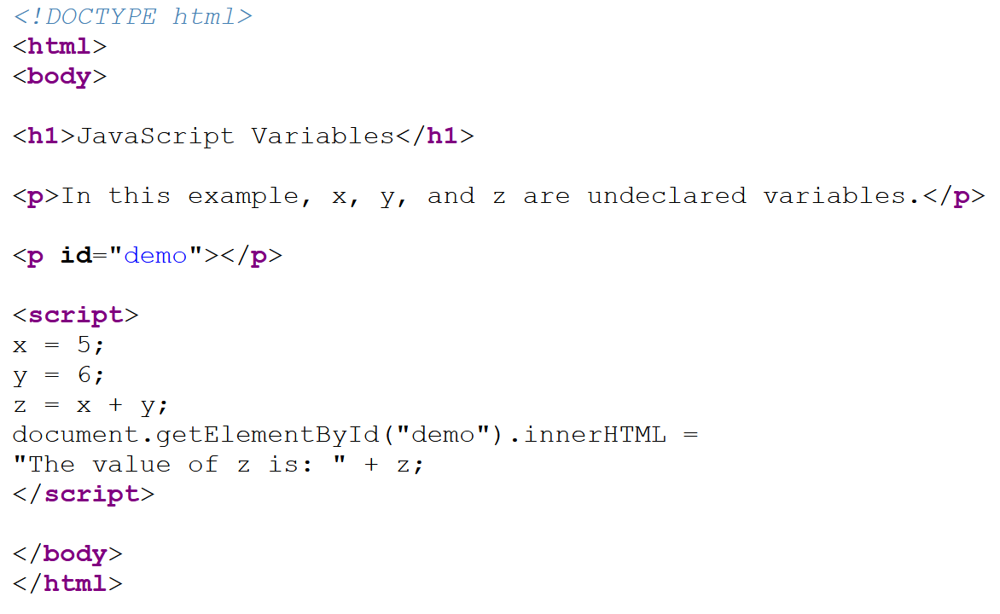 <!DOCTYPE html>
<html>
<body>
<h1>JavaScript Variables</h1>
<p>In this example, x, y, and z are undeclared variables.</p>
<p id="demo"></p>
<script>
x = 5;
y = 6;
z = x + y;
document.getElementById("demo").innerHTML =
"The value of z is: " + z;
</script>
</body>
</html>